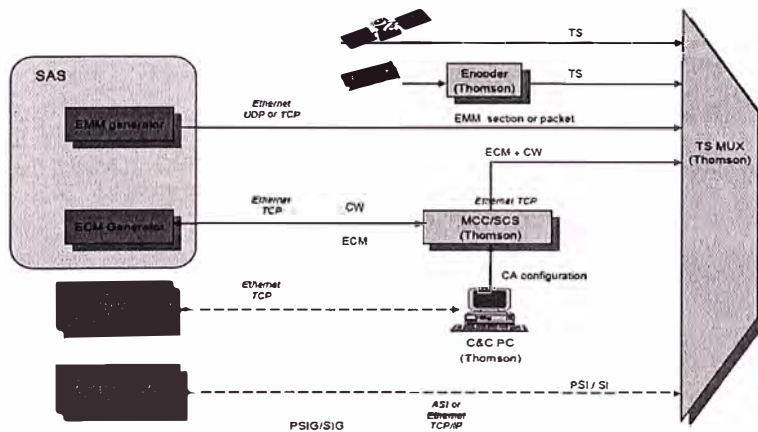 TS
SAS
Encoder
(Thomson)
TS
Ethernet
UDP or TCP
EMM generator
EMM section or packet
TS MUX
(Thomson)
ECM + CW
Ethernet
TCP
CW
Ethernet TCP
ECM Generator
MCC/SCS
(Thomson)
ECM
CA configuration
Ethernet
TCP
C&C PC
(Thomson)
PSI / SI
ASI or
Ethernet
TCP/IP
PSIG/SIG